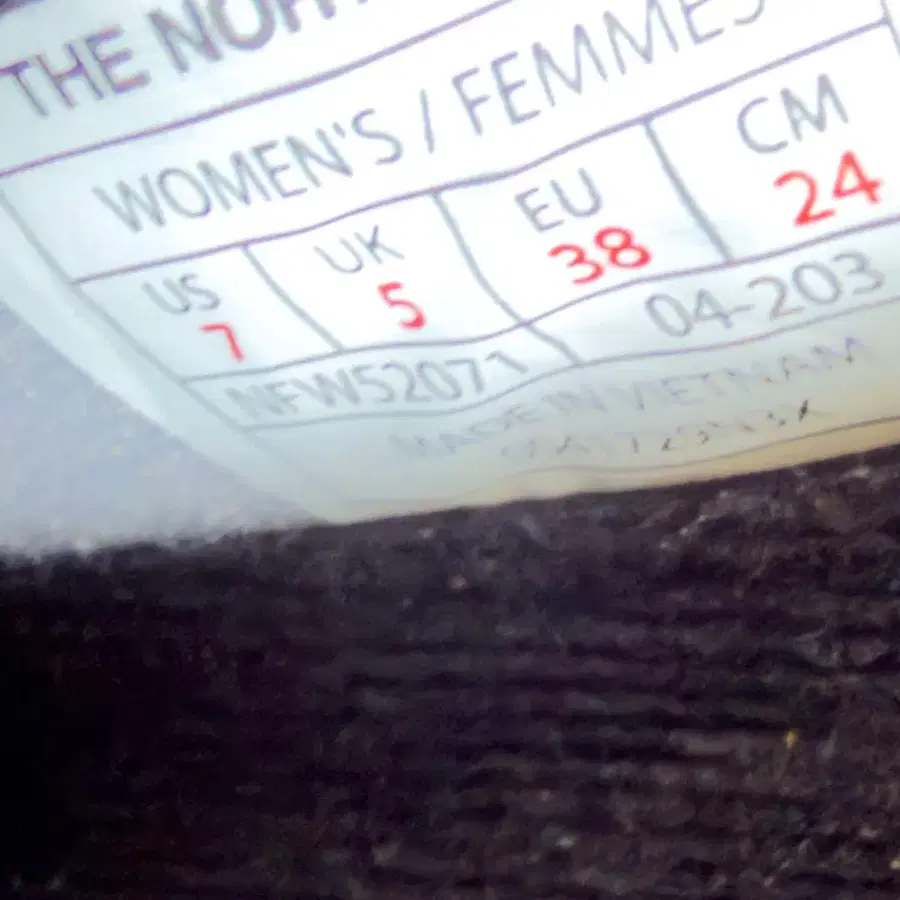 THE NOR
WOMEN'S / FEMMES
US UK EU CM
7 5 38 24
NFW52071 04-203
MADE IN VIETNAM